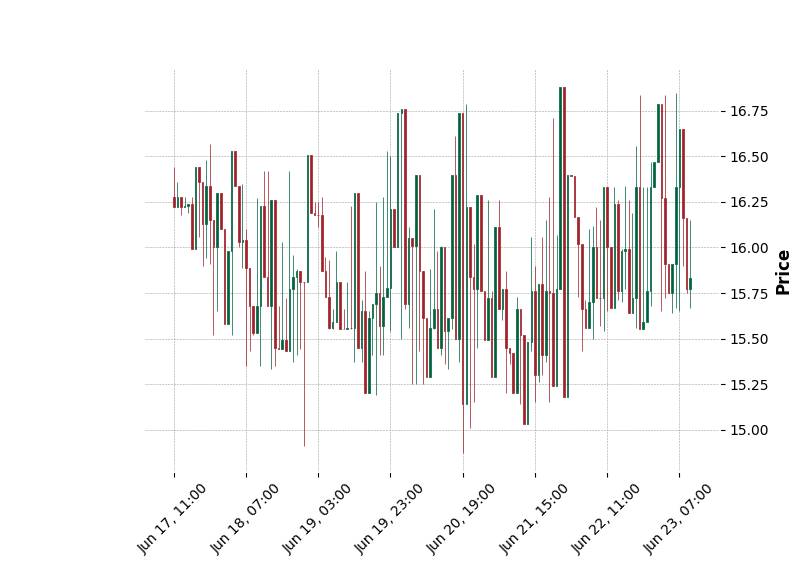 16.75
16.50
16.25
16.00
15.75
15.50
15.25
15.00
Price
Jun 17, 11:00
Jun 18, 07:00
Jun 19, 03:00
Jun 19, 23:00
Jun 20, 19:00
Jun 21, 15:00
Jun 22, 11:00
Jun 23, 07:00